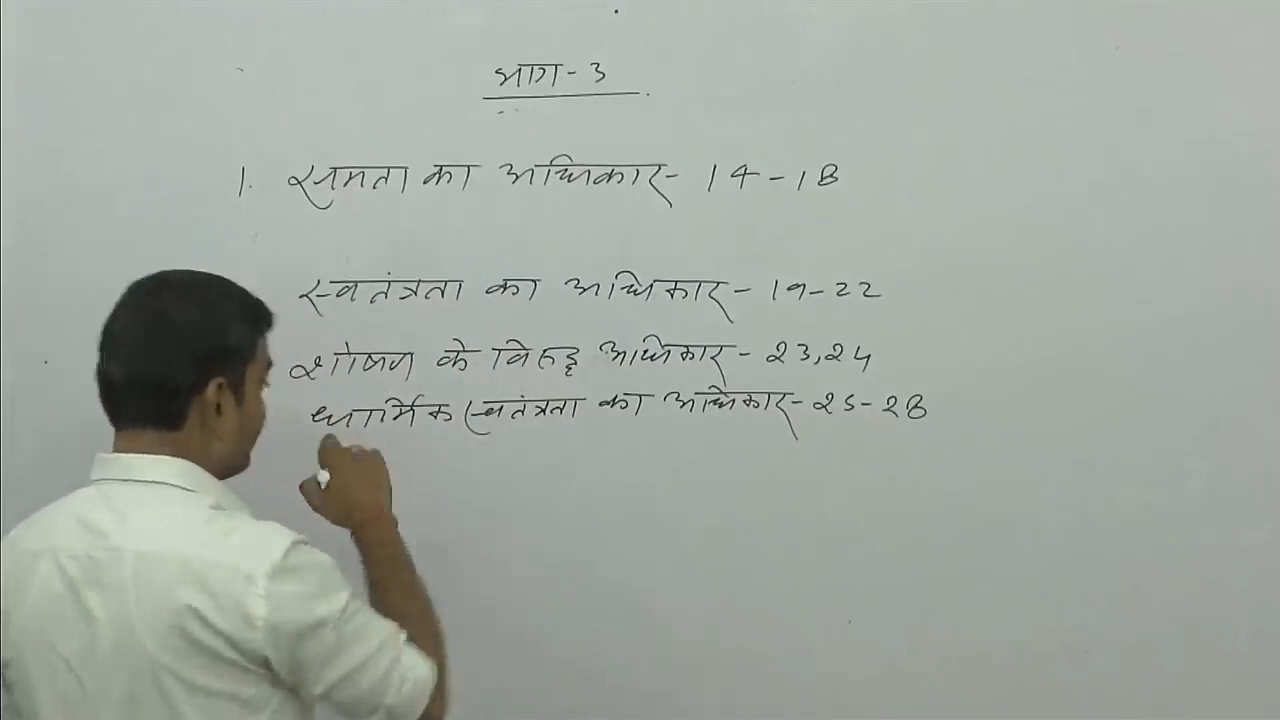 भाग - 3
1. समता का अधिकार - 14 - 18
स्वतंत्रता का अधिकार - 19 - 22
शोषण के विरुद्ध अधिकार - 23, 24
धार्मिक स्वतंत्रता का अधिकार - 25 - 28